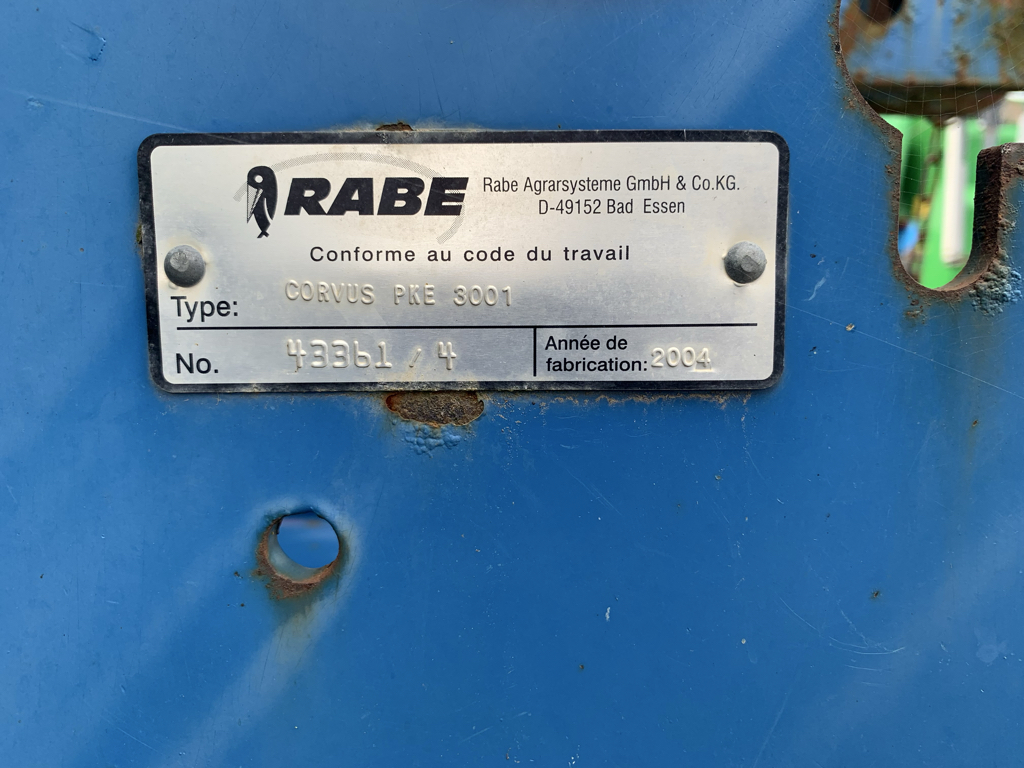 RABE
Rabe Agrarsysteme GmbH & Co.KG.
D-49152 Bad Essen
Conforme au code du travail
Type: CORVUS PKE 3001
No. 43361 / 4
Année de
fabrication: 2004